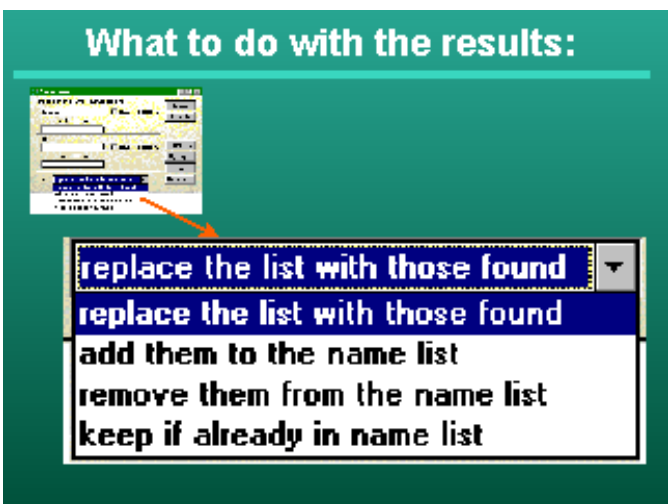 What to do with the results:
replace the list with those found
replace the list with those found
add them to the name list
remove them from the name list
keep if already in name list